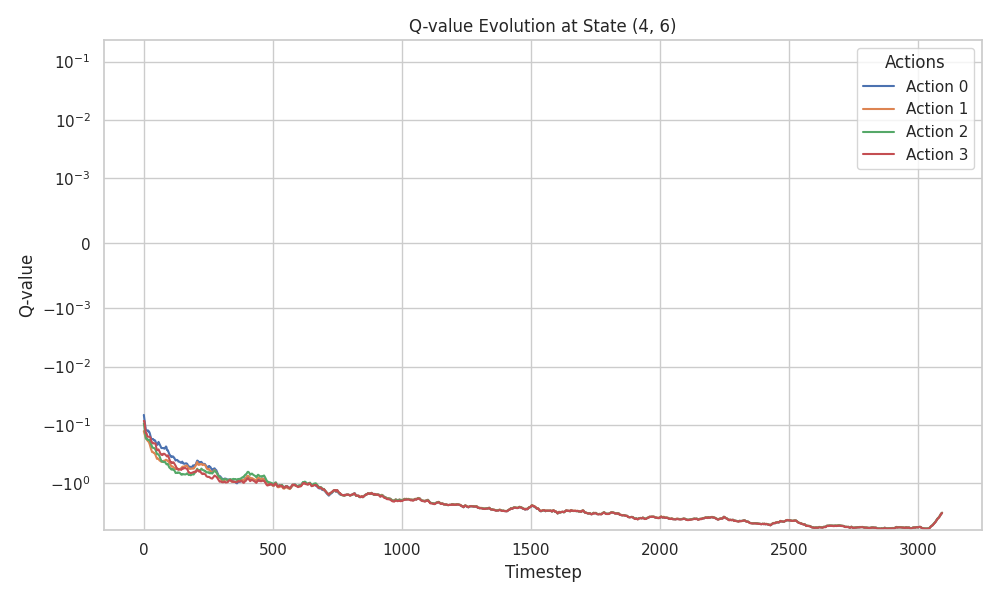 Q-value Evolution at State (4, 6)
Actions
Action 0
Action 1
Action 2
Action 3
Q-value
10⁻¹
10⁻²
10⁻³
0
−10⁻³
−10⁻²
−10⁻¹
−10⁰
0 500 1000 1500 2000 2500 3000
Timestep